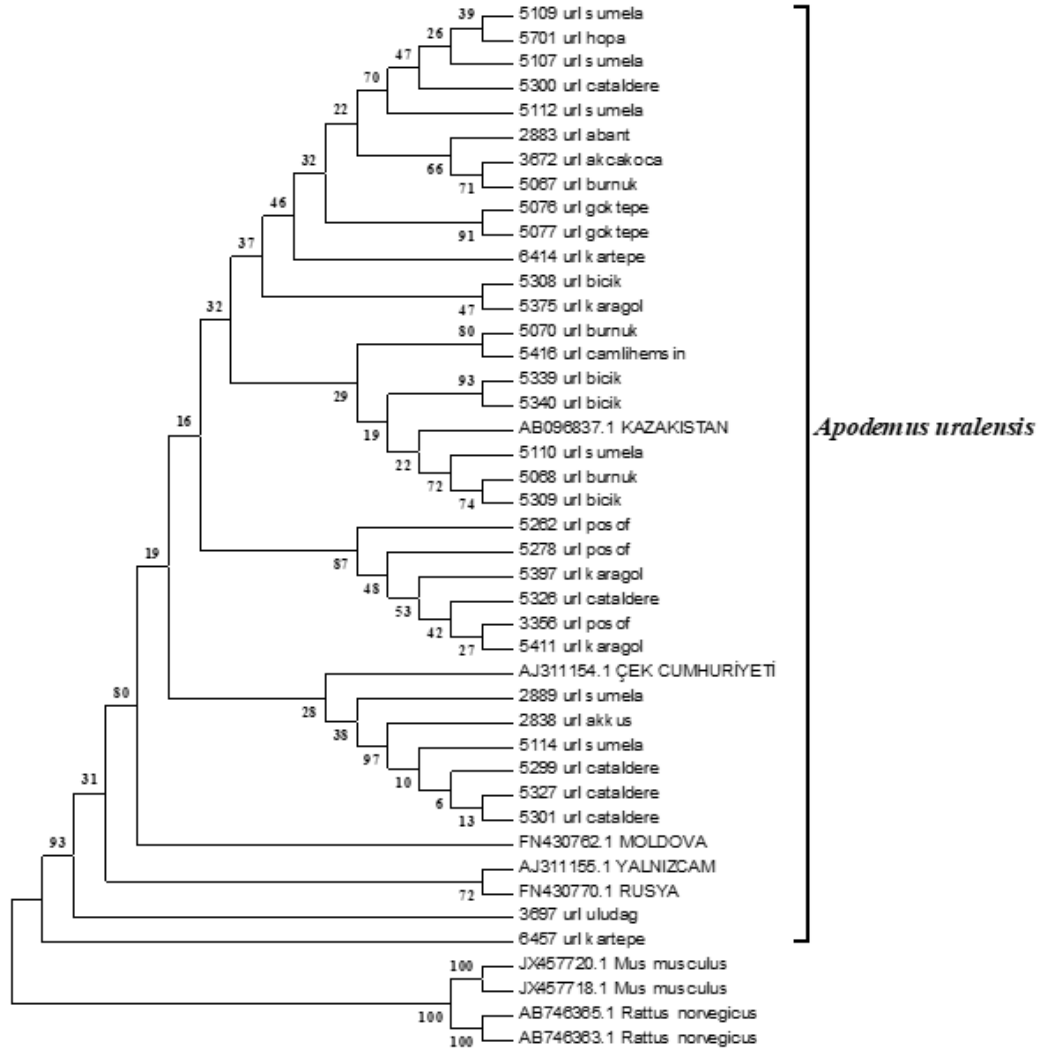 39
5109 url sumela
26
5701 url hopa
47
5107 url sumela
70
5300 url cataldere
22
5112 url sumela
2883 url abant
32
66
3672 url akcakoca
71
5067 url burnuk
46
5076 url goktepe
91
5077 url goktepe
37
6414 url kartepe
5308 url bicik
32
47
5375 url karagol
80
5070 url burnuk
5416 url camlihemsin
93
5339 url bicik
29
5340 url bicik
16
19
AB096837.1 KAZAKISTAN
Apodemus uralensis
22
5110 url sumela
72
5068 url burnuk
74
5309 url bicik
5262 url posof
19
87
5278 url posof
48
5397 url karagol
53
5326 url cataldere
42
3356 url posof
27
5411 url karagol
AJ311154.1 ÇEK CUMHURİYETİ
80
28
2889 url sumela
38
2838 url akkus
97
5114 url sumela
31
10
5299 url cataldere
6
5327 url cataldere
13
5301 url cataldere
93
FN430762.1 MOLDOVA
AJ311155.1 YALNIZCAM
72
FN430770.1 RUSYA
3697 url uludag
6457 url kartepe
100
JX457720.1 Mus musculus
JX457718.1 Mus musculus
100
AB746365.1 Rattus norvegicus
100
AB746363.1 Rattus norvegicus